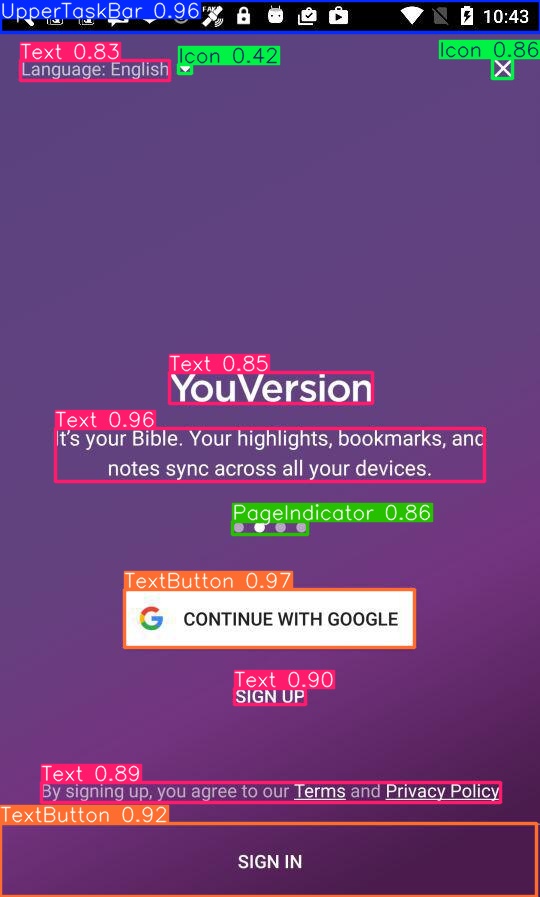 UpperTaskBar 0.96
FAKE
10:43
Text 0.83
Icon 0.42
Icon 0.86
Language: English
Text 0.85
YouVersion
Text 0.96
It's your Bible. Your highlights, bookmarks, and
notes sync across all your devices.
PageIndicator 0.86
TextButton 0.97
CONTINUE WITH GOOGLE
Text 0.90
SIGN UP
Text 0.89
By signing up, you agree to our Terms and Privacy Policy
TextButton 0.92
SIGN IN